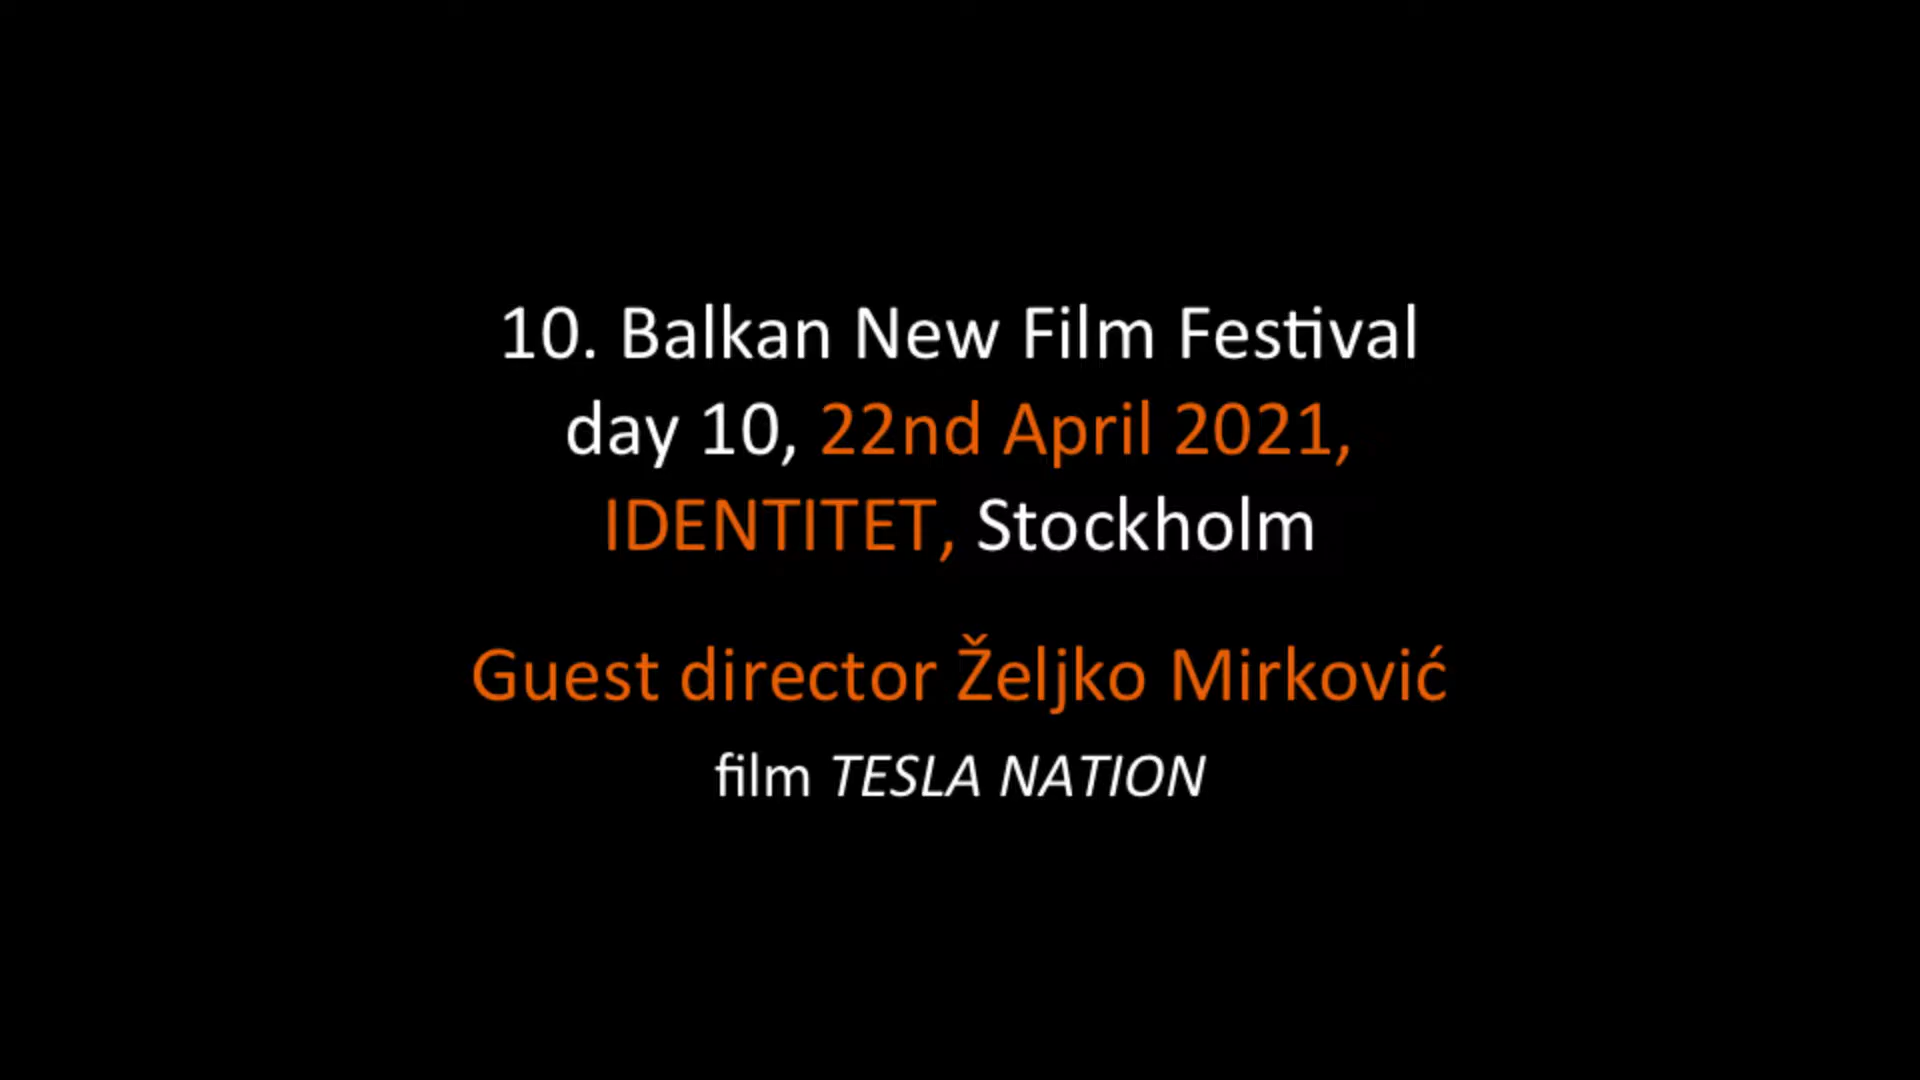 10. Balkan New Film Festival
day 10, 22nd April 2021,
IDENTITET, Stockholm
Guest director Željko Mirković
film TESLA NATION